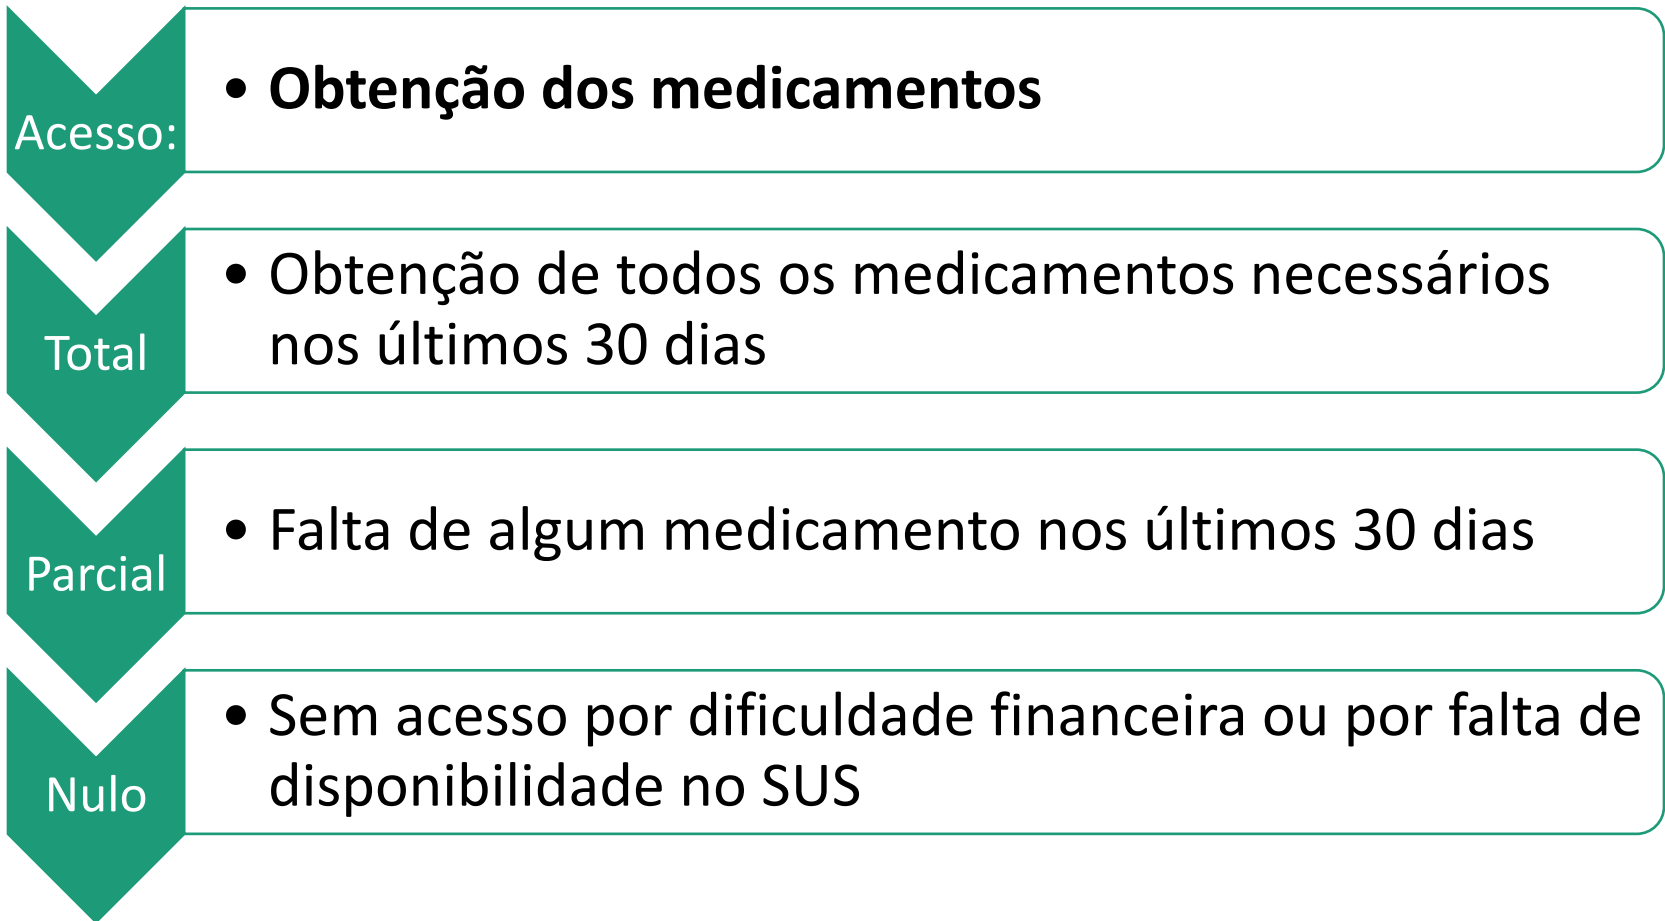 Acesso:
• Obtenção dos medicamentos
Total
• Obtenção de todos os medicamentos necessários
nos últimos 30 dias
Parcial
• Falta de algum medicamento nos últimos 30 dias
Nulo
• Sem acesso por dificuldade financeira ou por falta de
disponibilidade no SUS